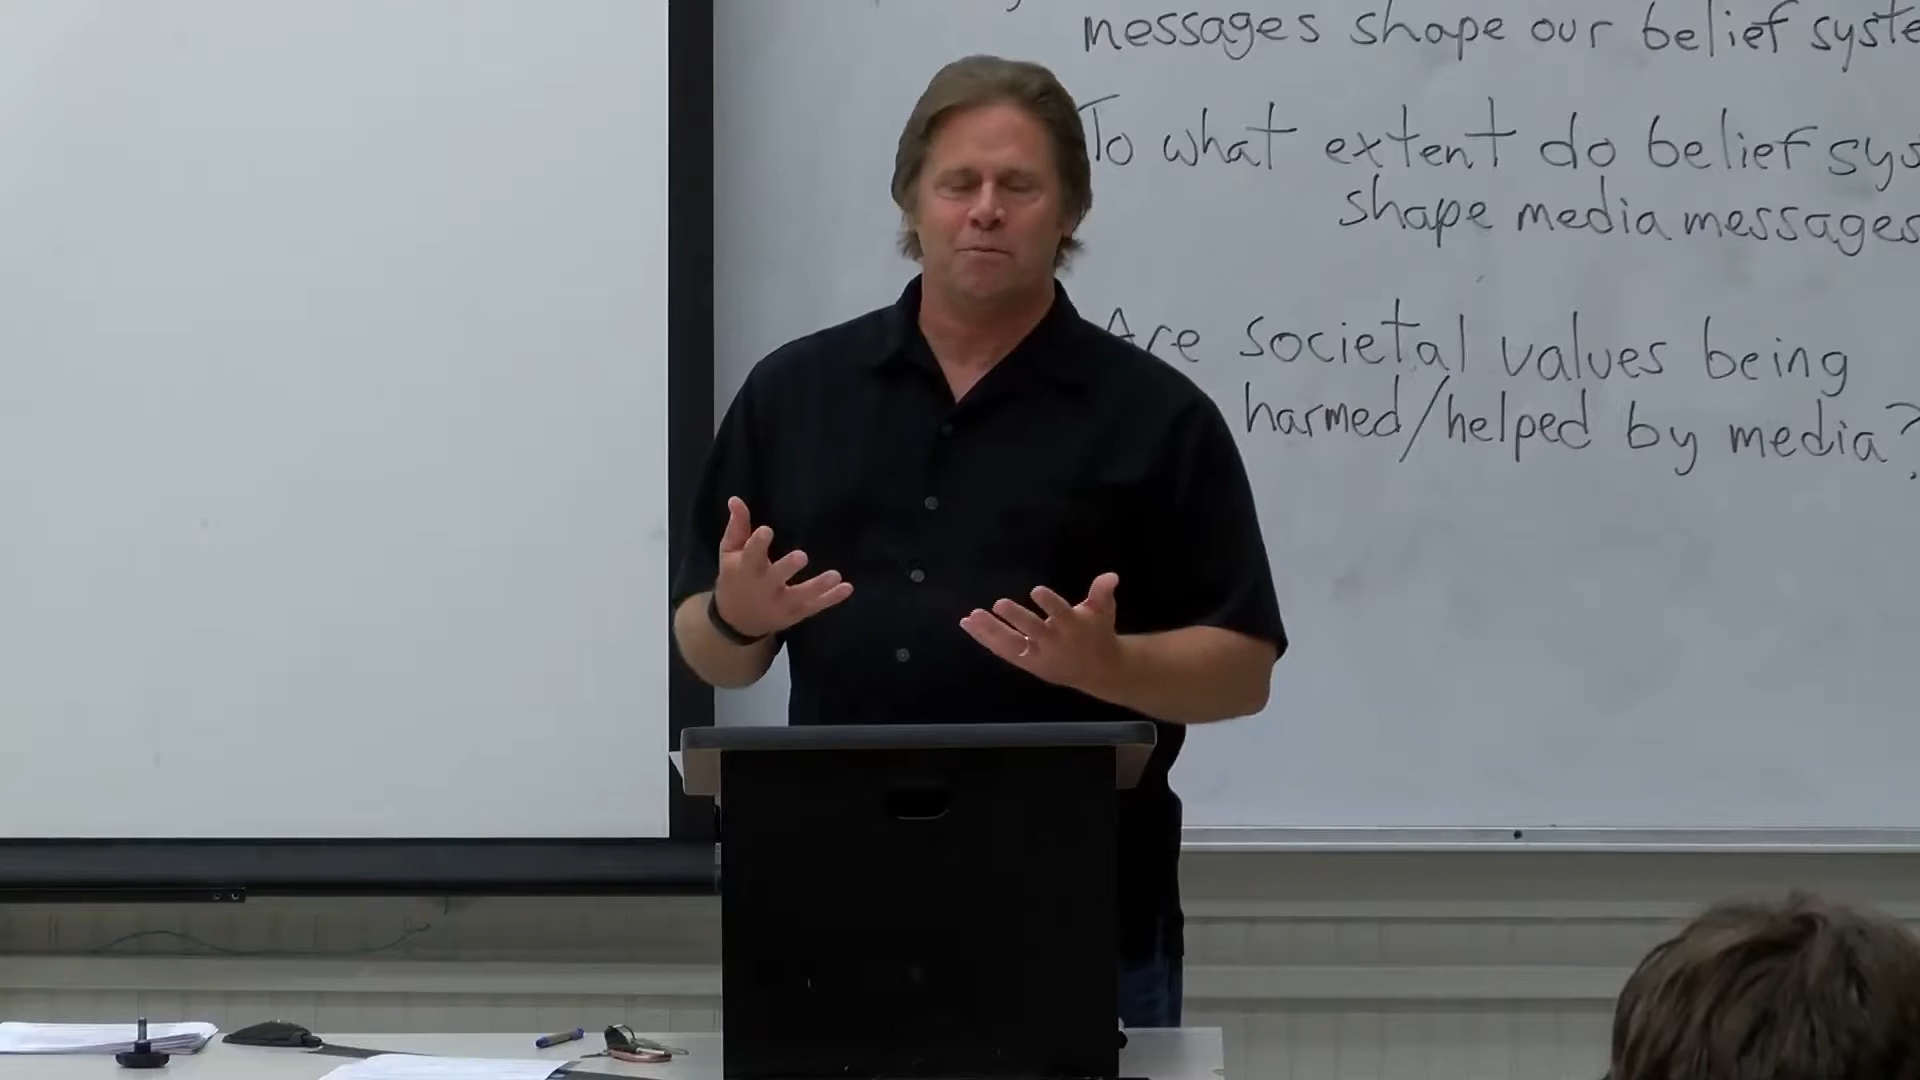 messages shape our belief syste
To what extent do belief sys
shape media messages
Are societal values being
harmed/helped by media?